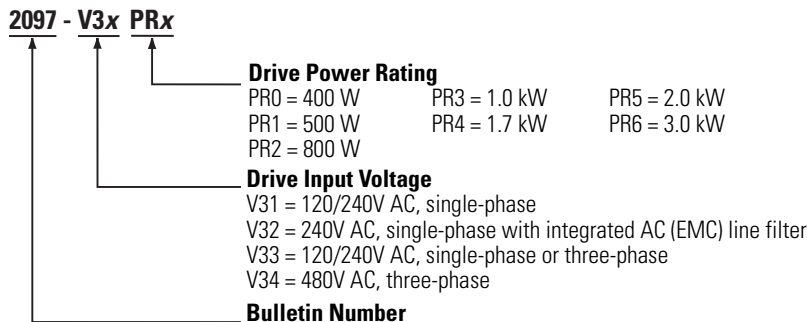 2097 - V3x PRx
Drive Power Rating
PR0 = 400 W PR3 = 1.0 kW PR5 = 2.0 kW
PR1 = 500 W PR4 = 1.7 kW PR6 = 3.0 kW
PR2 = 800 W
Drive Input Voltage
V31 = 120/240V AC, single-phase
V32 = 240V AC, single-phase with integrated AC (EMC) line filter
V33 = 120/240V AC, single-phase or three-phase
V34 = 480V AC, three-phase
Bulletin Number